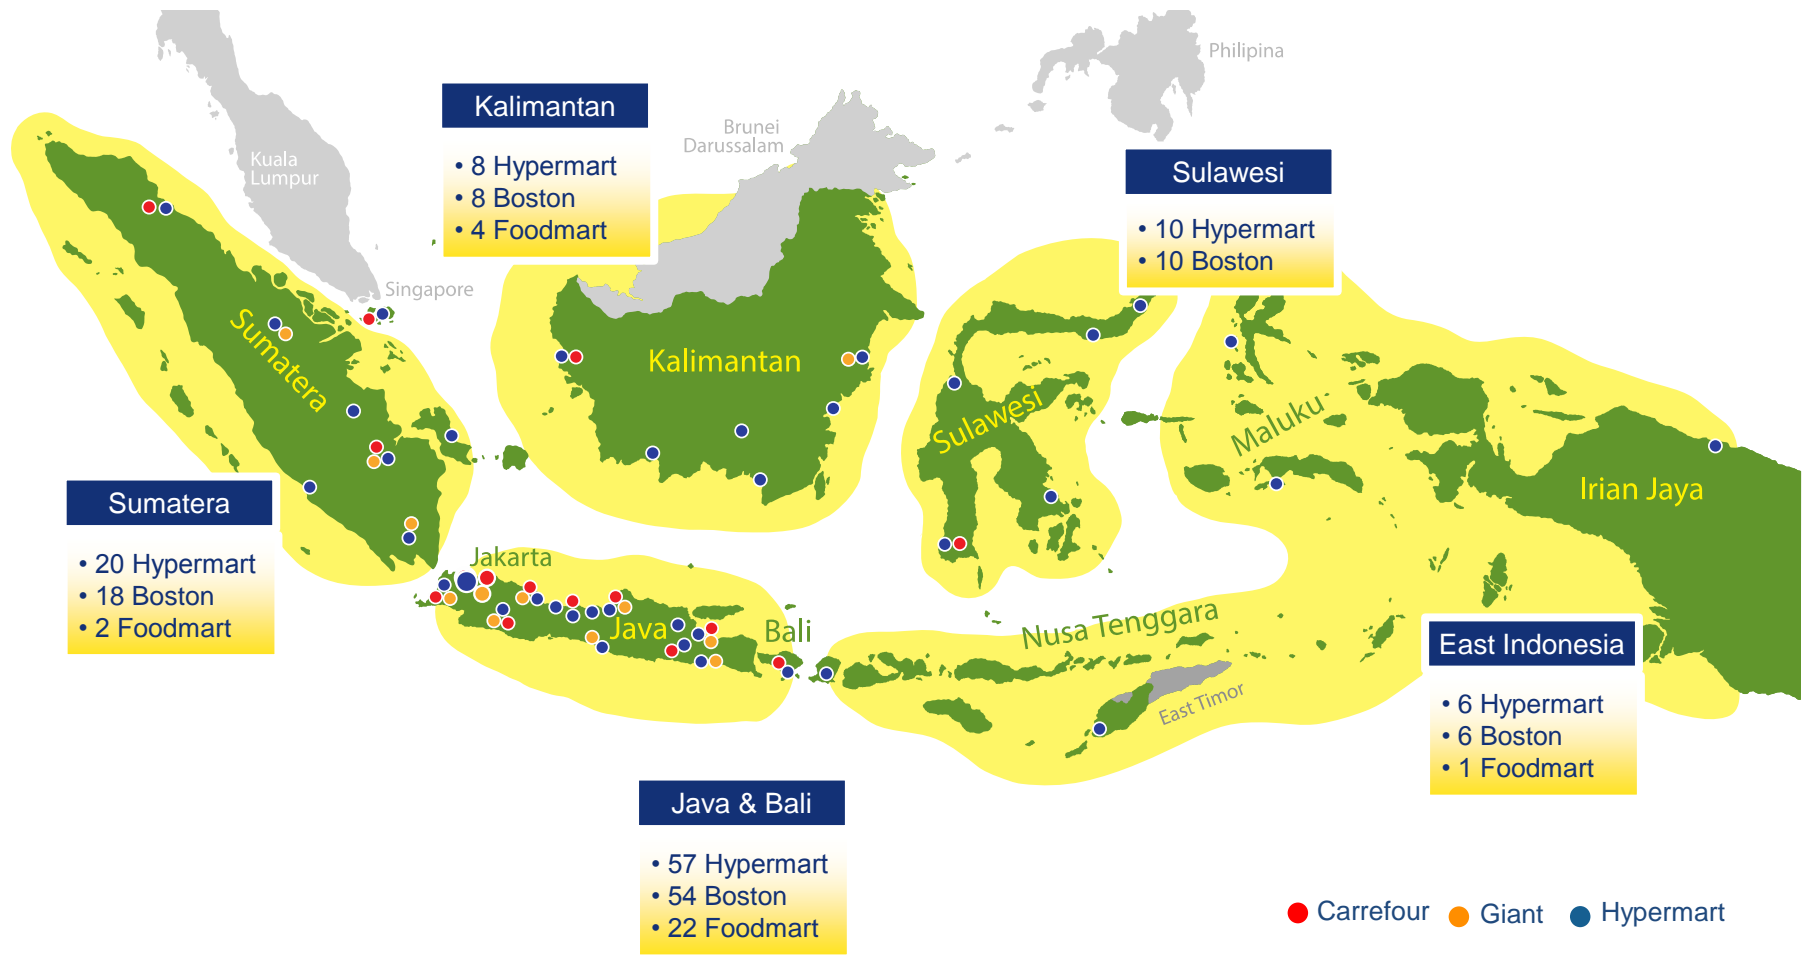 Philipina
Kalimantan
• 8 Hypermart
• 8 Boston
• 4 Foodmart
Brunei
Darussalam
Kuala
Lumpur
Sulawesi
• 10 Hypermart
• 10 Boston
Singapore
Sumatera
Kalimantan
Sulawesi
Maluku
Irian Jaya
Sumatera
• 20 Hypermart
• 18 Boston
• 2 Foodmart
Jakarta
Java
Bali
Nusa Tenggara
East Timor
East Indonesia
• 6 Hypermart
• 6 Boston
• 1 Foodmart
Java & Bali
• 57 Hypermart
• 54 Boston
• 22 Foodmart
Carrefour
Giant
Hypermart